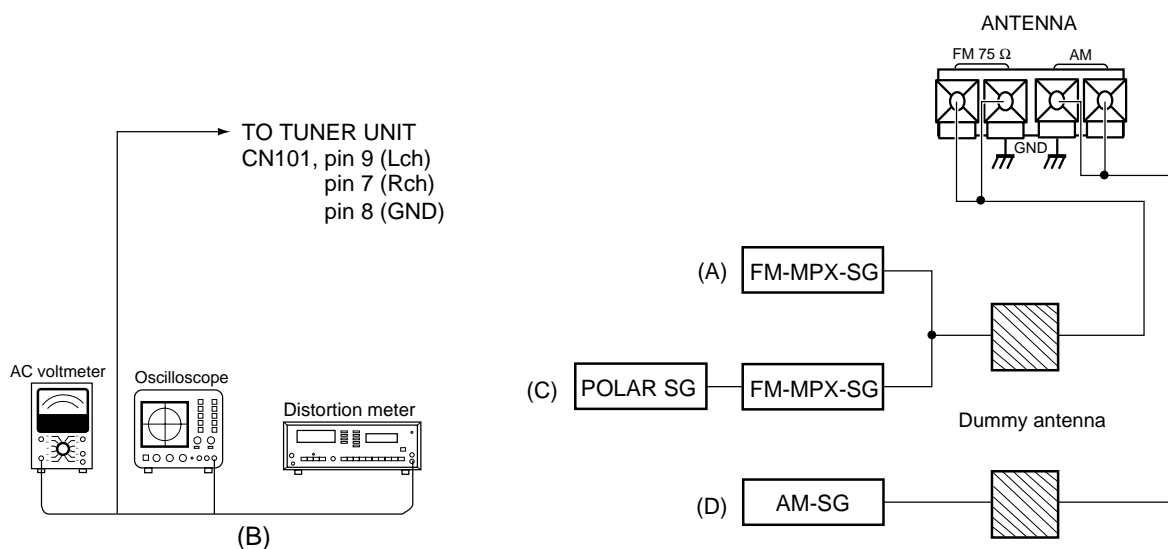 ANTENNA
FM 75 Ω AM
GND
TO TUNER UNIT
CN101, pin 9 (Lch)
pin 7 (Rch)
pin 8 (GND)
(A) FM-MPX-SG
AC voltmeter
Oscilloscope
Distortion meter
(C) POLAR SG FM-MPX-SG
Dummy antenna
(D) AM-SG
(B)